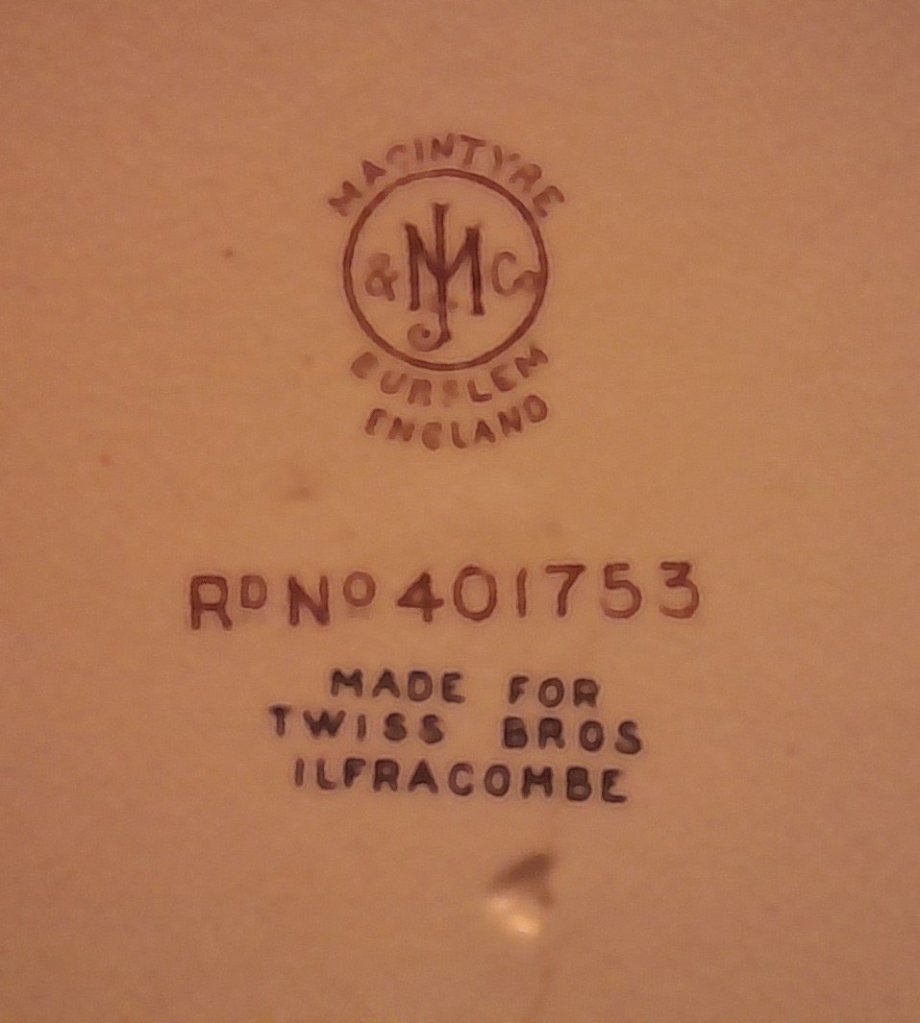 MACINTYRE
& JM Co
BURSLEM
ENGLAND
RD NO 401753
MADE FOR
TWISS BROS
ILFRACOMBE